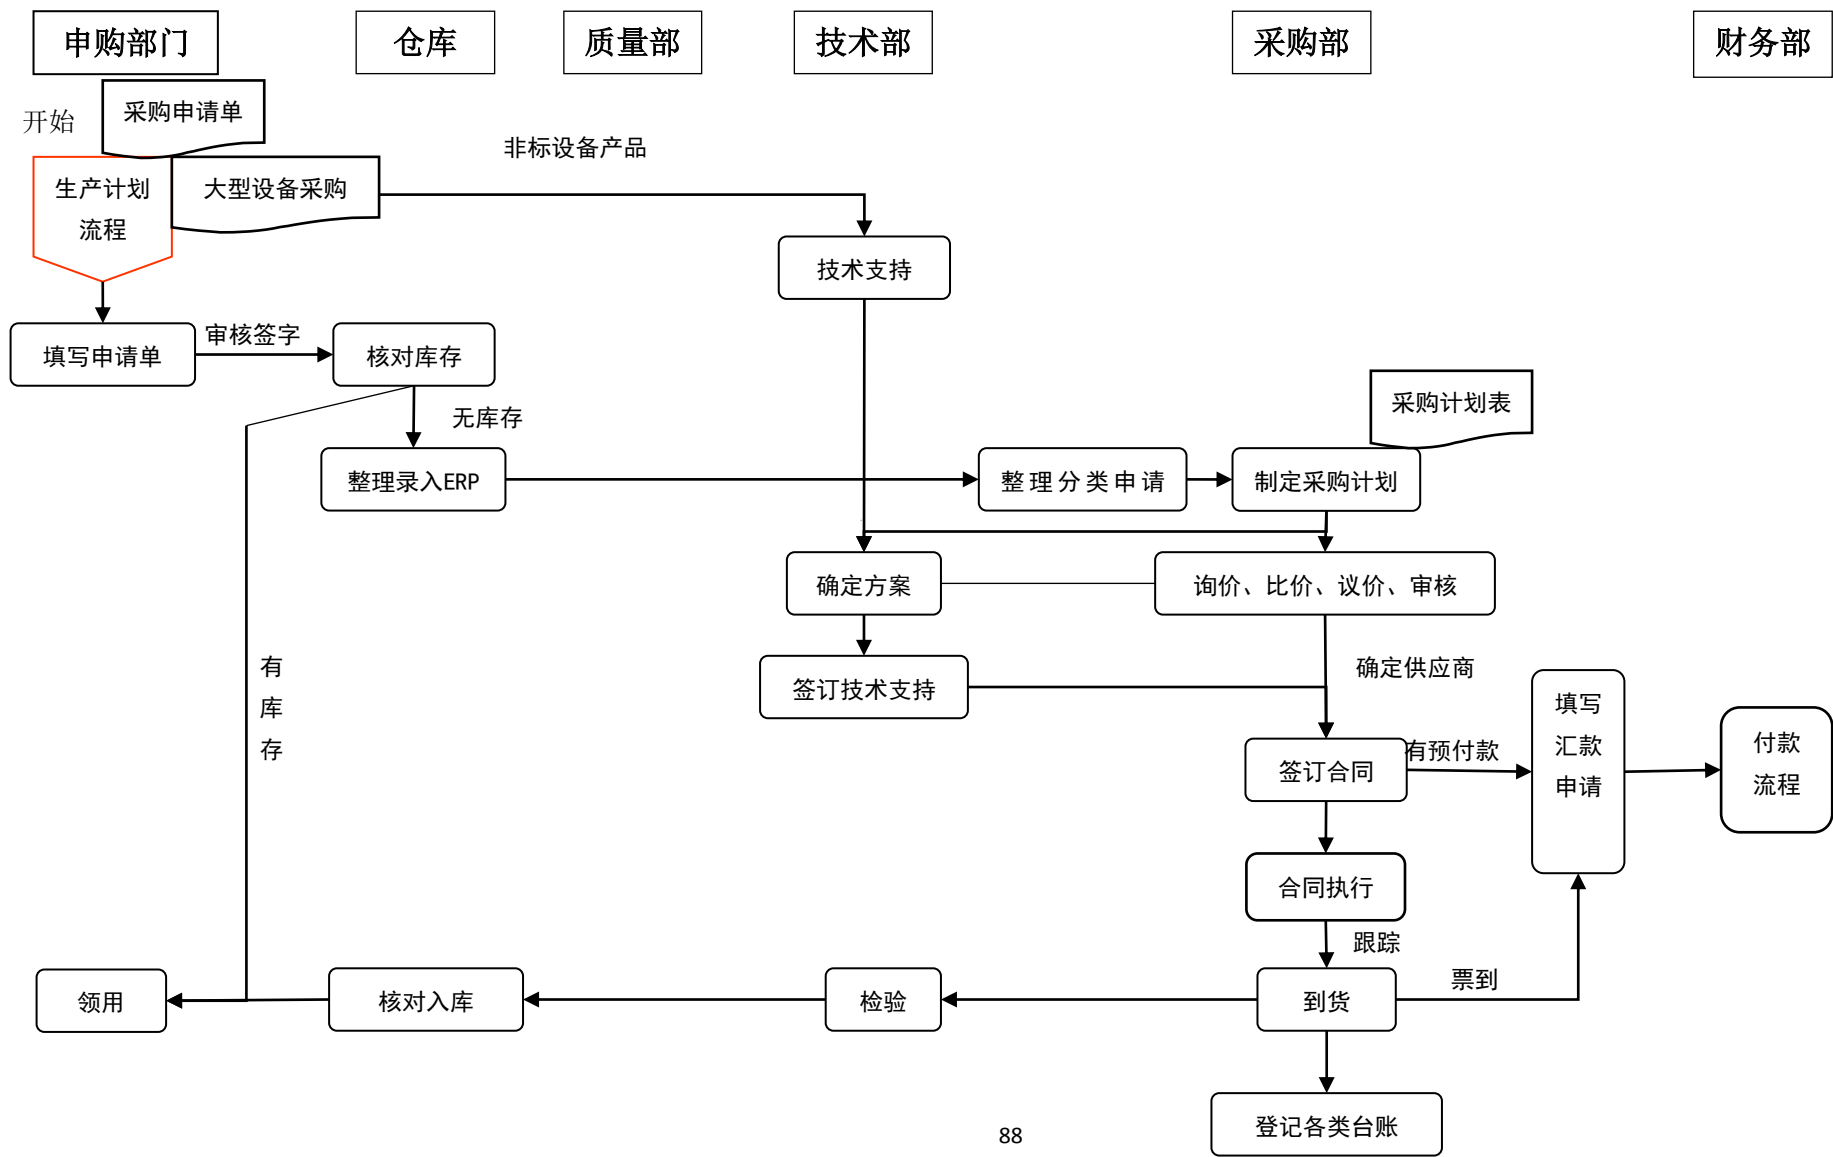 申购部门
仓库
质量部
技术部
采购部
财务部
开始
采购申请单
非标设备产品
生产计划
流程
大型设备采购
技术支持
填写申请单
审核签字
核对库存
无库存
采购计划表
整理录入ERP
整理分类申请
制定采购计划
确定方案
询价、比价、议价、审核
有
库
存
签订技术支持
确定供应商
填写
汇款
申请
付款
流程
签订合同
有预付款
合同执行
跟踪
领用
核对入库
检验
到货
票到
登记各类台账
88